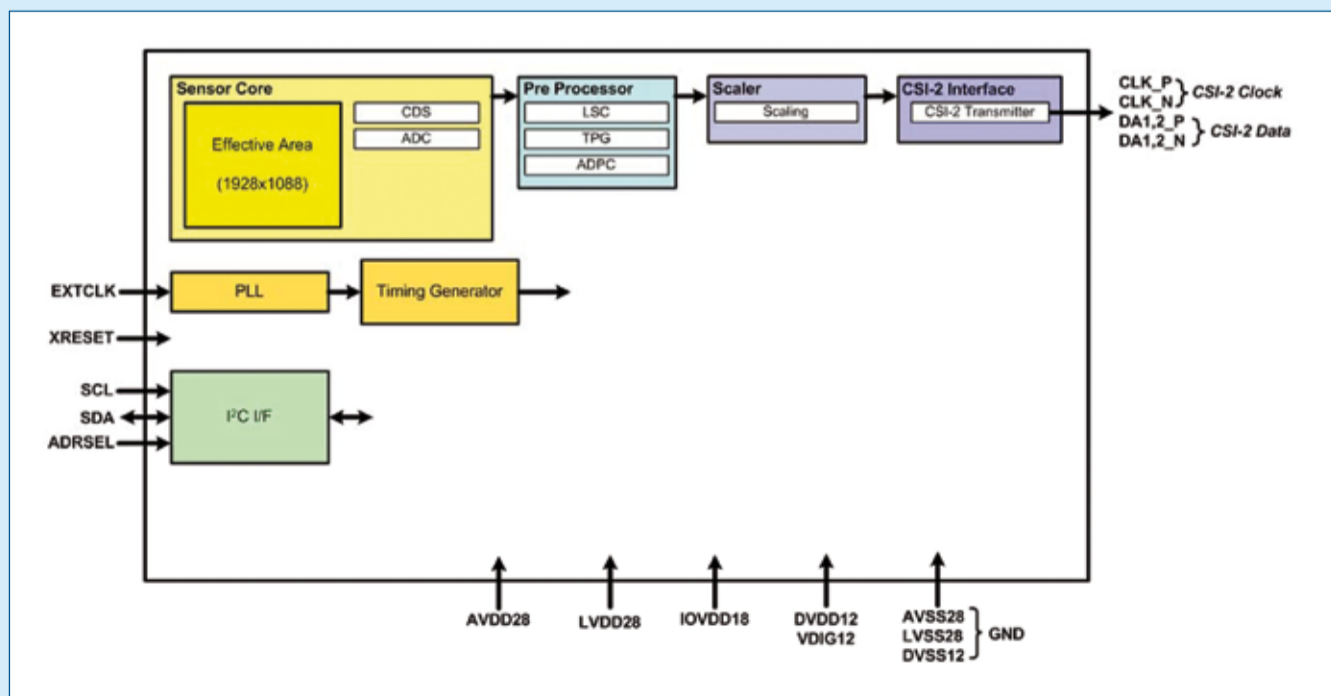 Sensor Core
Effective Area
(1928x1088)
CDS
ADC
Pre Processor
LSC
TPG
ADPC
Scaler
Scaling
CSI-2 Interface
CSI-2 Transmitter
CLK_P
CLK_N
CSI-2 Clock
DA1,2_P
DA1,2_N
CSI-2 Data
EXTCLK
PLL
Timing Generator
XRESET
SCL
SDA
ADRSEL
I²C I/F
AVDD28
LVDD28
IOVDD18
DVDD12
VDIG12
AVSS28
LVSS28
DVSS12
GND